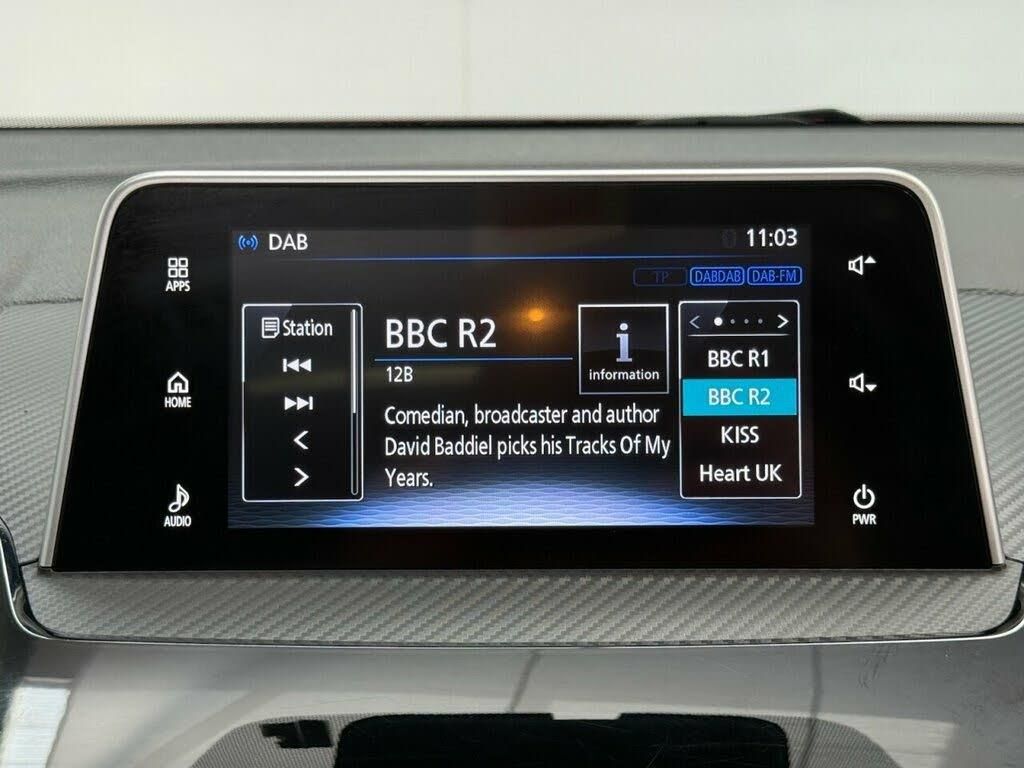 DAB
11:03
TP
DABDAB
DAB-FM
APPS
HOME
AUDIO
Station
BBC R2
12B
Comedian, broadcaster and author
David Baddiel picks his Tracks Of My
Years.
i
information
BBC R1
BBC R2
KISS
Heart UK
PWR